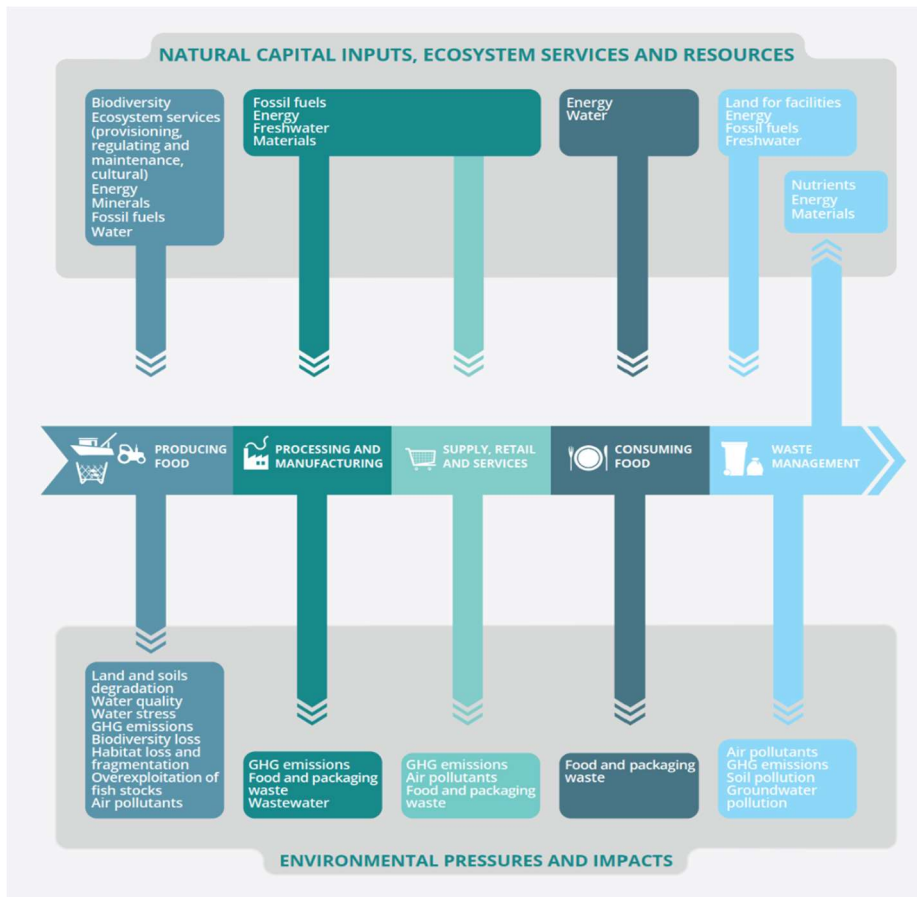 NATURAL CAPITAL INPUTS, ECOSYSTEM SERVICES AND RESOURCES
Biodiversity
Ecosystem services
(provisioning,
regulating and
maintenance,
cultural)
Energy
Minerals
Fossil fuels
Water
Fossil fuels
Energy
Freshwater
Materials
Energy
Water
Land for facilities
Energy
Fossil fuels
Freshwater
Nutrients
Energy
Materials
PRODUCING
FOOD
PROCESSING AND
MANUFACTURING
SUPPLY, RETAIL
AND SERVICES
CONSUMING
FOOD
WASTE
MANAGEMENT
Land and soils
degradation
Water quality
Water stress
GHG emissions
Biodiversity loss
Habitat loss and
fragmentation
Overexploitation of
fish stocks
Air pollutants
GHG emissions
Food and packaging
waste
Wastewater
GHG emissions
Air pollutants
Food and packaging
waste
Food and packaging
waste
Air pollutants
GHG emissions
Soil pollution
Groundwater
pollution
ENVIRONMENTAL PRESSURES AND IMPACTS